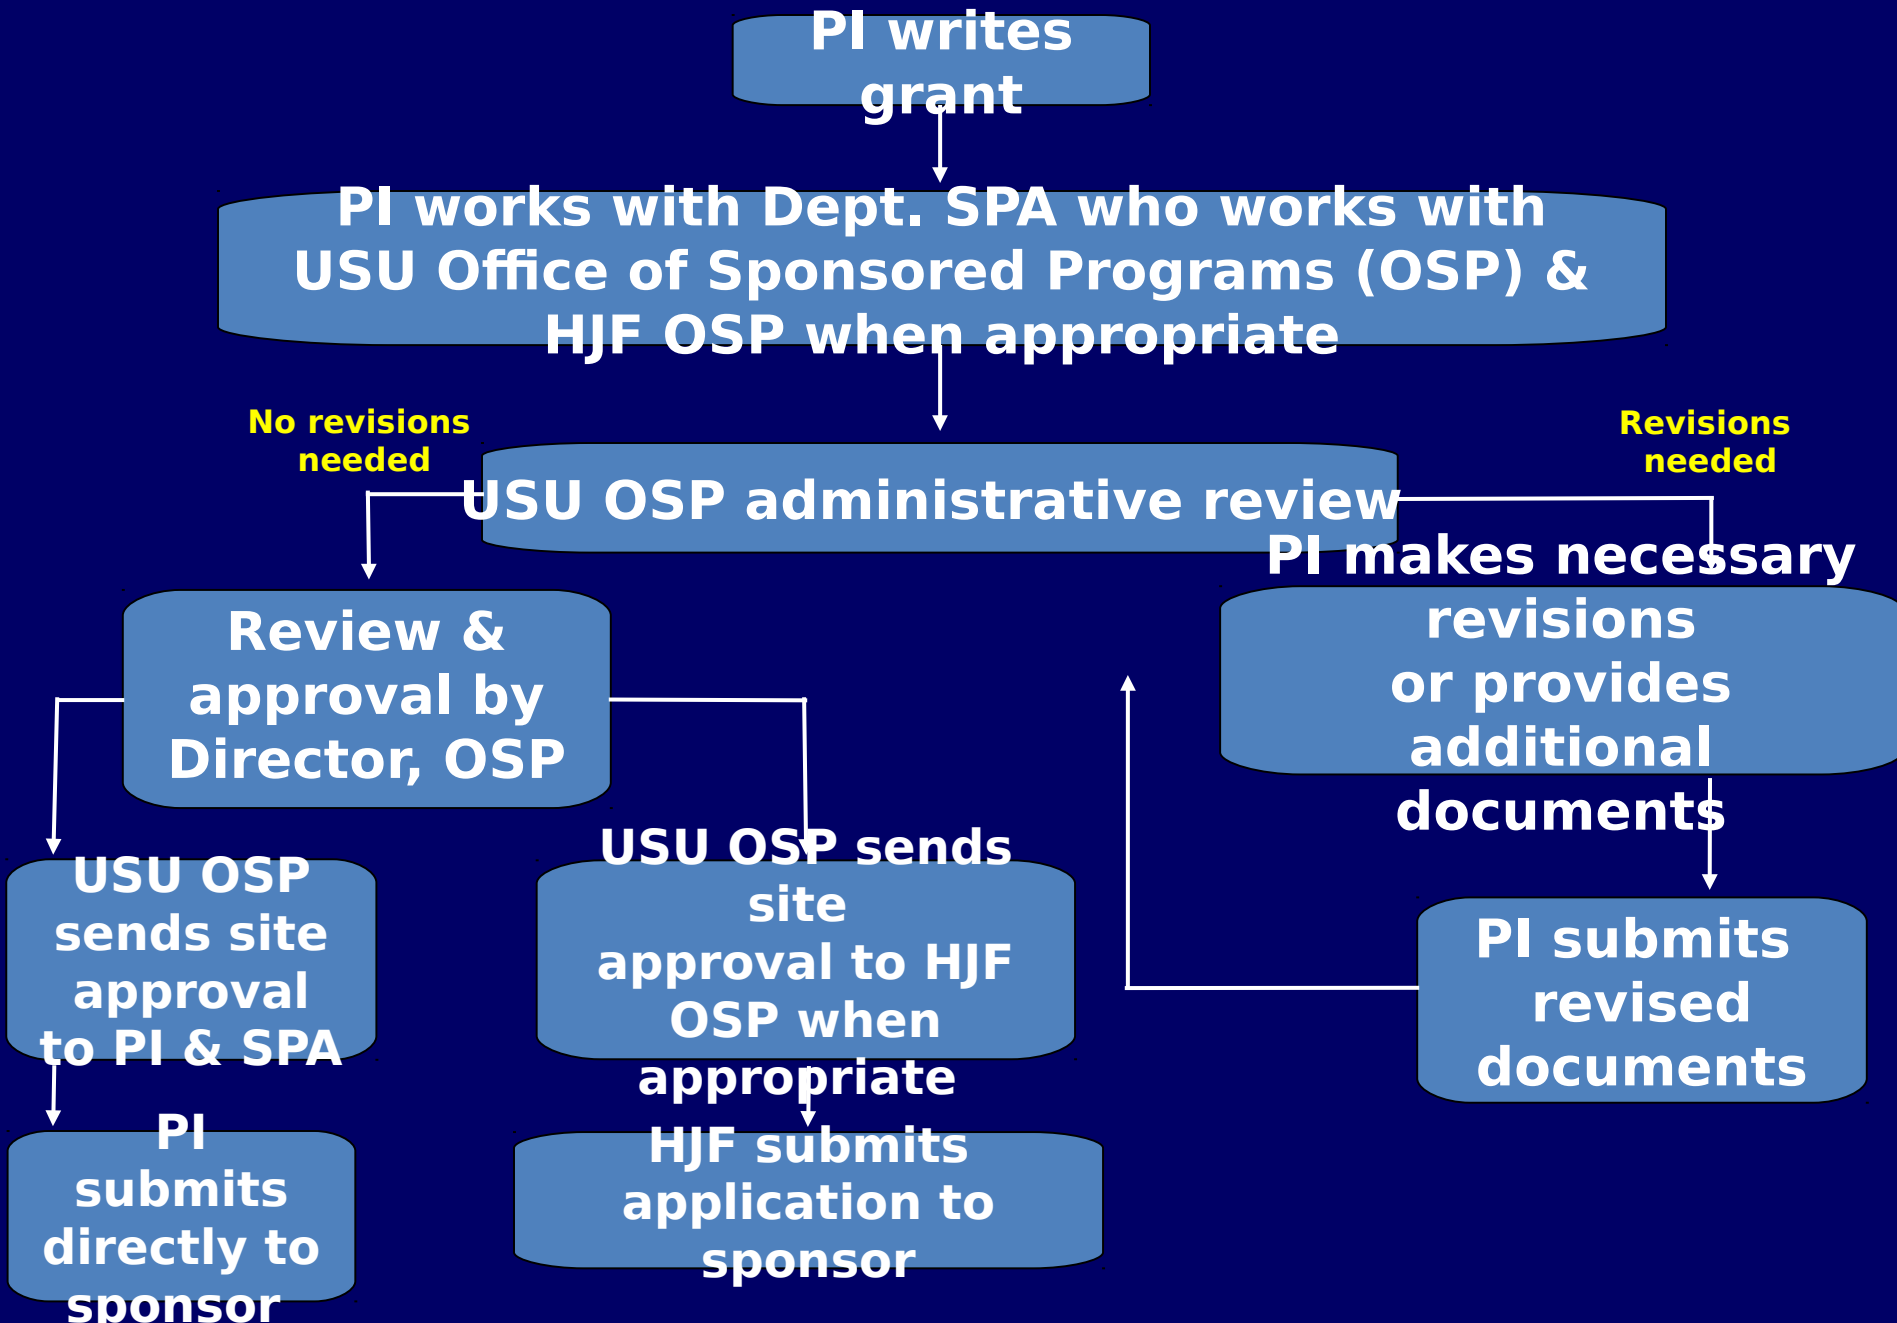 PI writes
grant
PI works with Dept. SPA who works with
USU Office of Sponsored Programs (OSP) &
HJF OSP when appropriate
No revisions
needed
Revisions
needed
USU OSP administrative review
PI makes necessary
revisions
or provides
additional
documents
Review &
approval by
Director, OSP
USU OSP
sends site
approval
to PI & SPA
USU OSP sends
site
approval to HJF
OSP when
appropriate
PI submits
revised
documents
PI
submits
directly to
sponsor
HJF submits
application to
sponsor